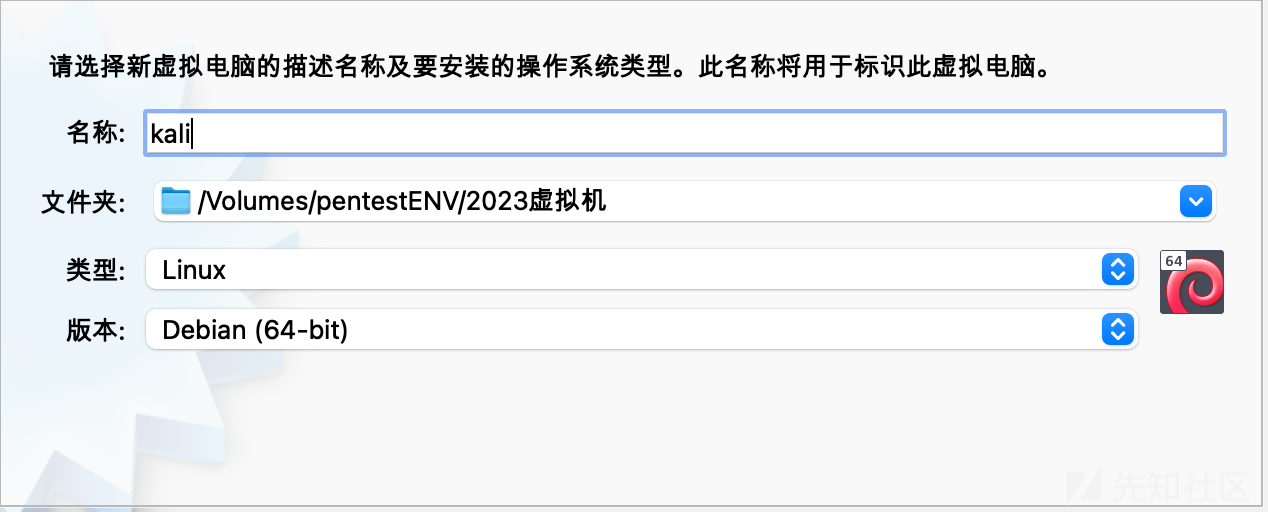 请选择新虚拟电脑的描述名称及要安装的操作系统类型。此名称将用于标识此虚拟电脑。
名称: kali
文件夹: /Volumes/pentestENV/2023虚拟机
类型: Linux
64
版本: Debian (64-bit)
先知社区